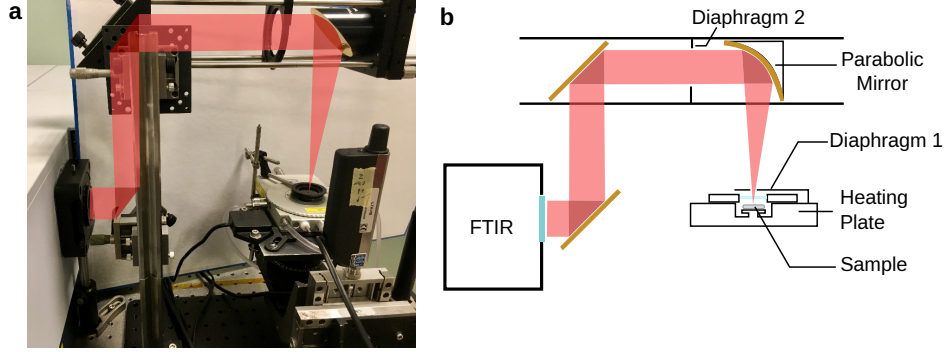 a
b
Diaphragm 2
Parabolic
Mirror
Diaphragm 1
FTIR
Heating
Plate
Sample